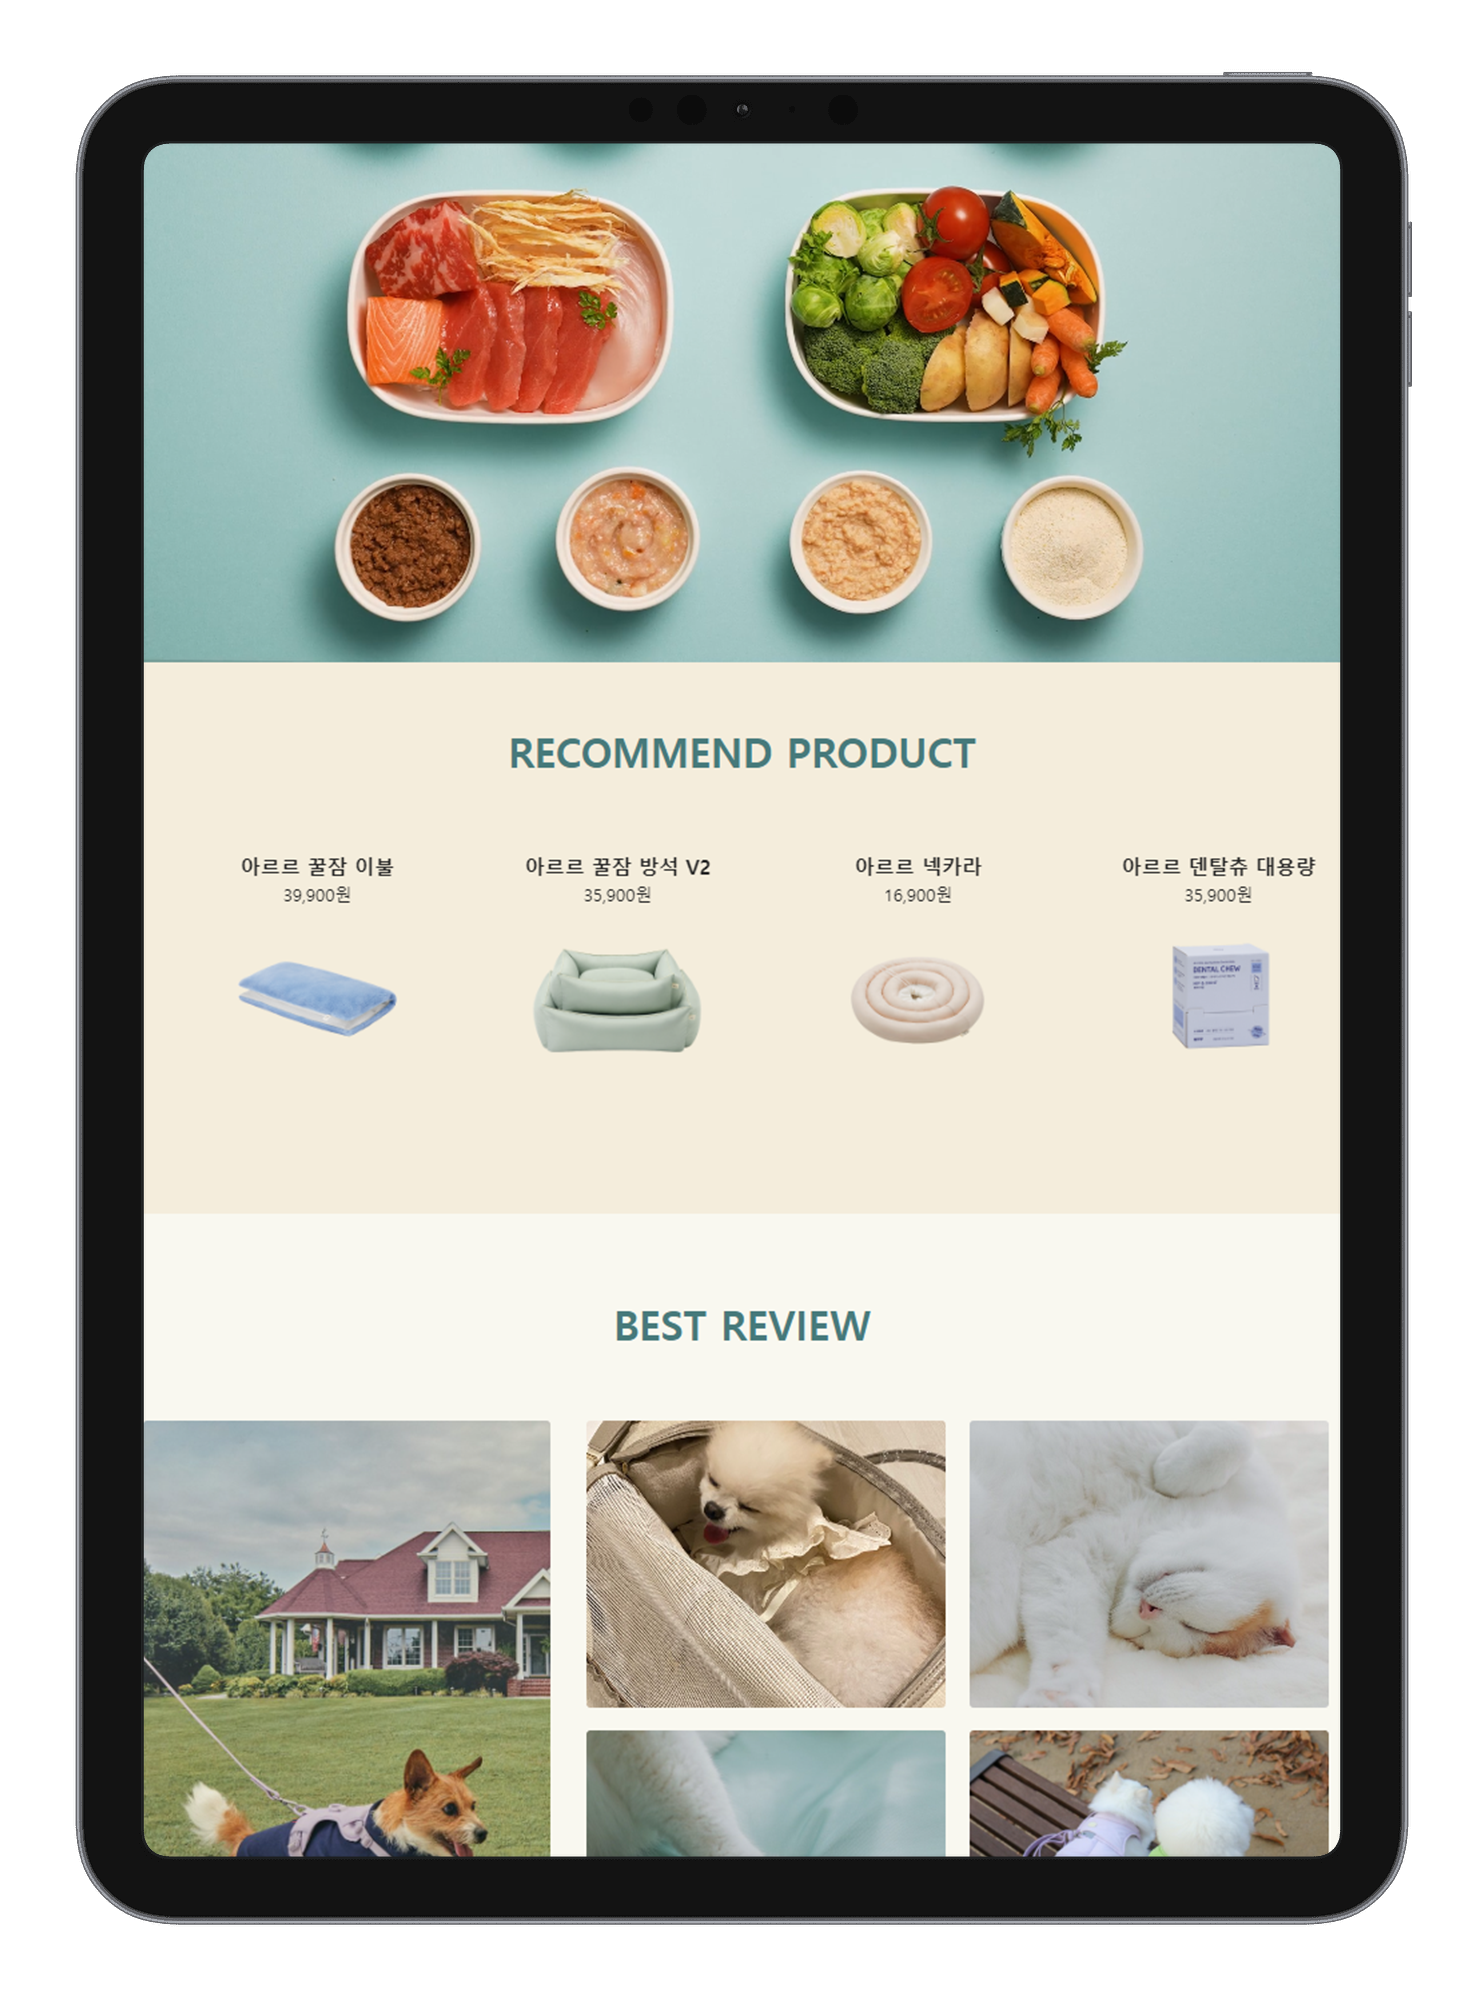 RECOMMEND PRODUCT
아르르 꿀잠 이불
39,900원
아르르 꿀잠 방석 V2
35,900원
아르르 넥카라
16,900원
아르르 덴탈츄 대용량
35,900원
DENTAL CHEW
BEST REVIEW